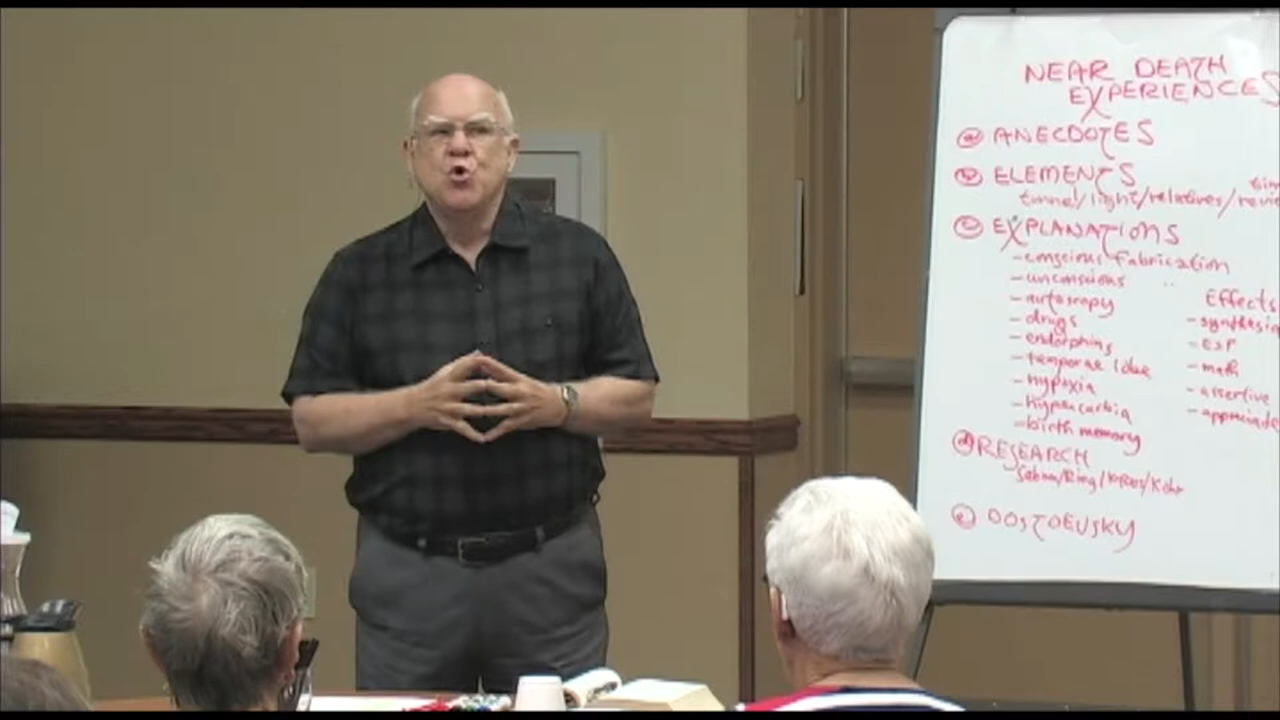 NEAR DEATH
EXPERIENCES
(a) ANECDOTES
(b) ELEMENTS
tunnel/light/relatives/
(c) EXPLANATIONS
- conscious fabrication
- unconscious "
- autoscopy
- drugs
- endorphins
- temporal lobe
- hypoxia
- hypercarbia
- birth memory
Effects
- ESP
- math
- assertive
(d) RESEARCH
(e) DOSTOEVSKY